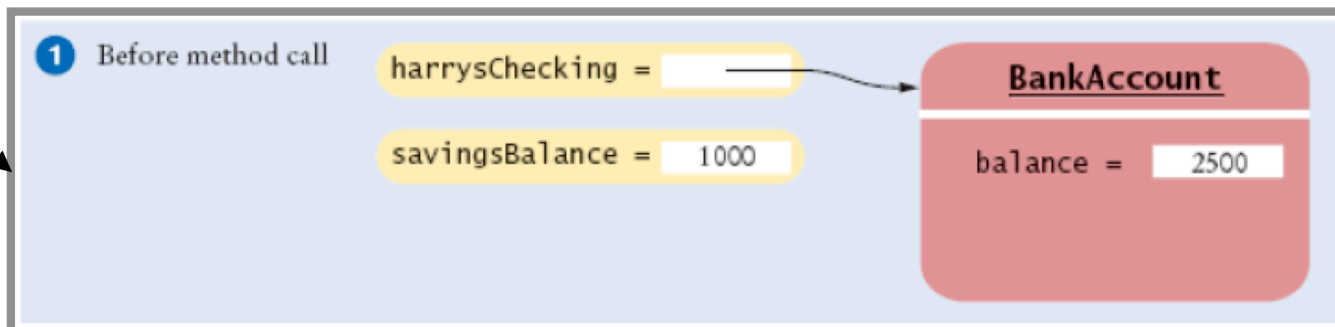 1 Before method call
harrysChecking =
savingsBalance = 1000
BankAccount
balance = 2500